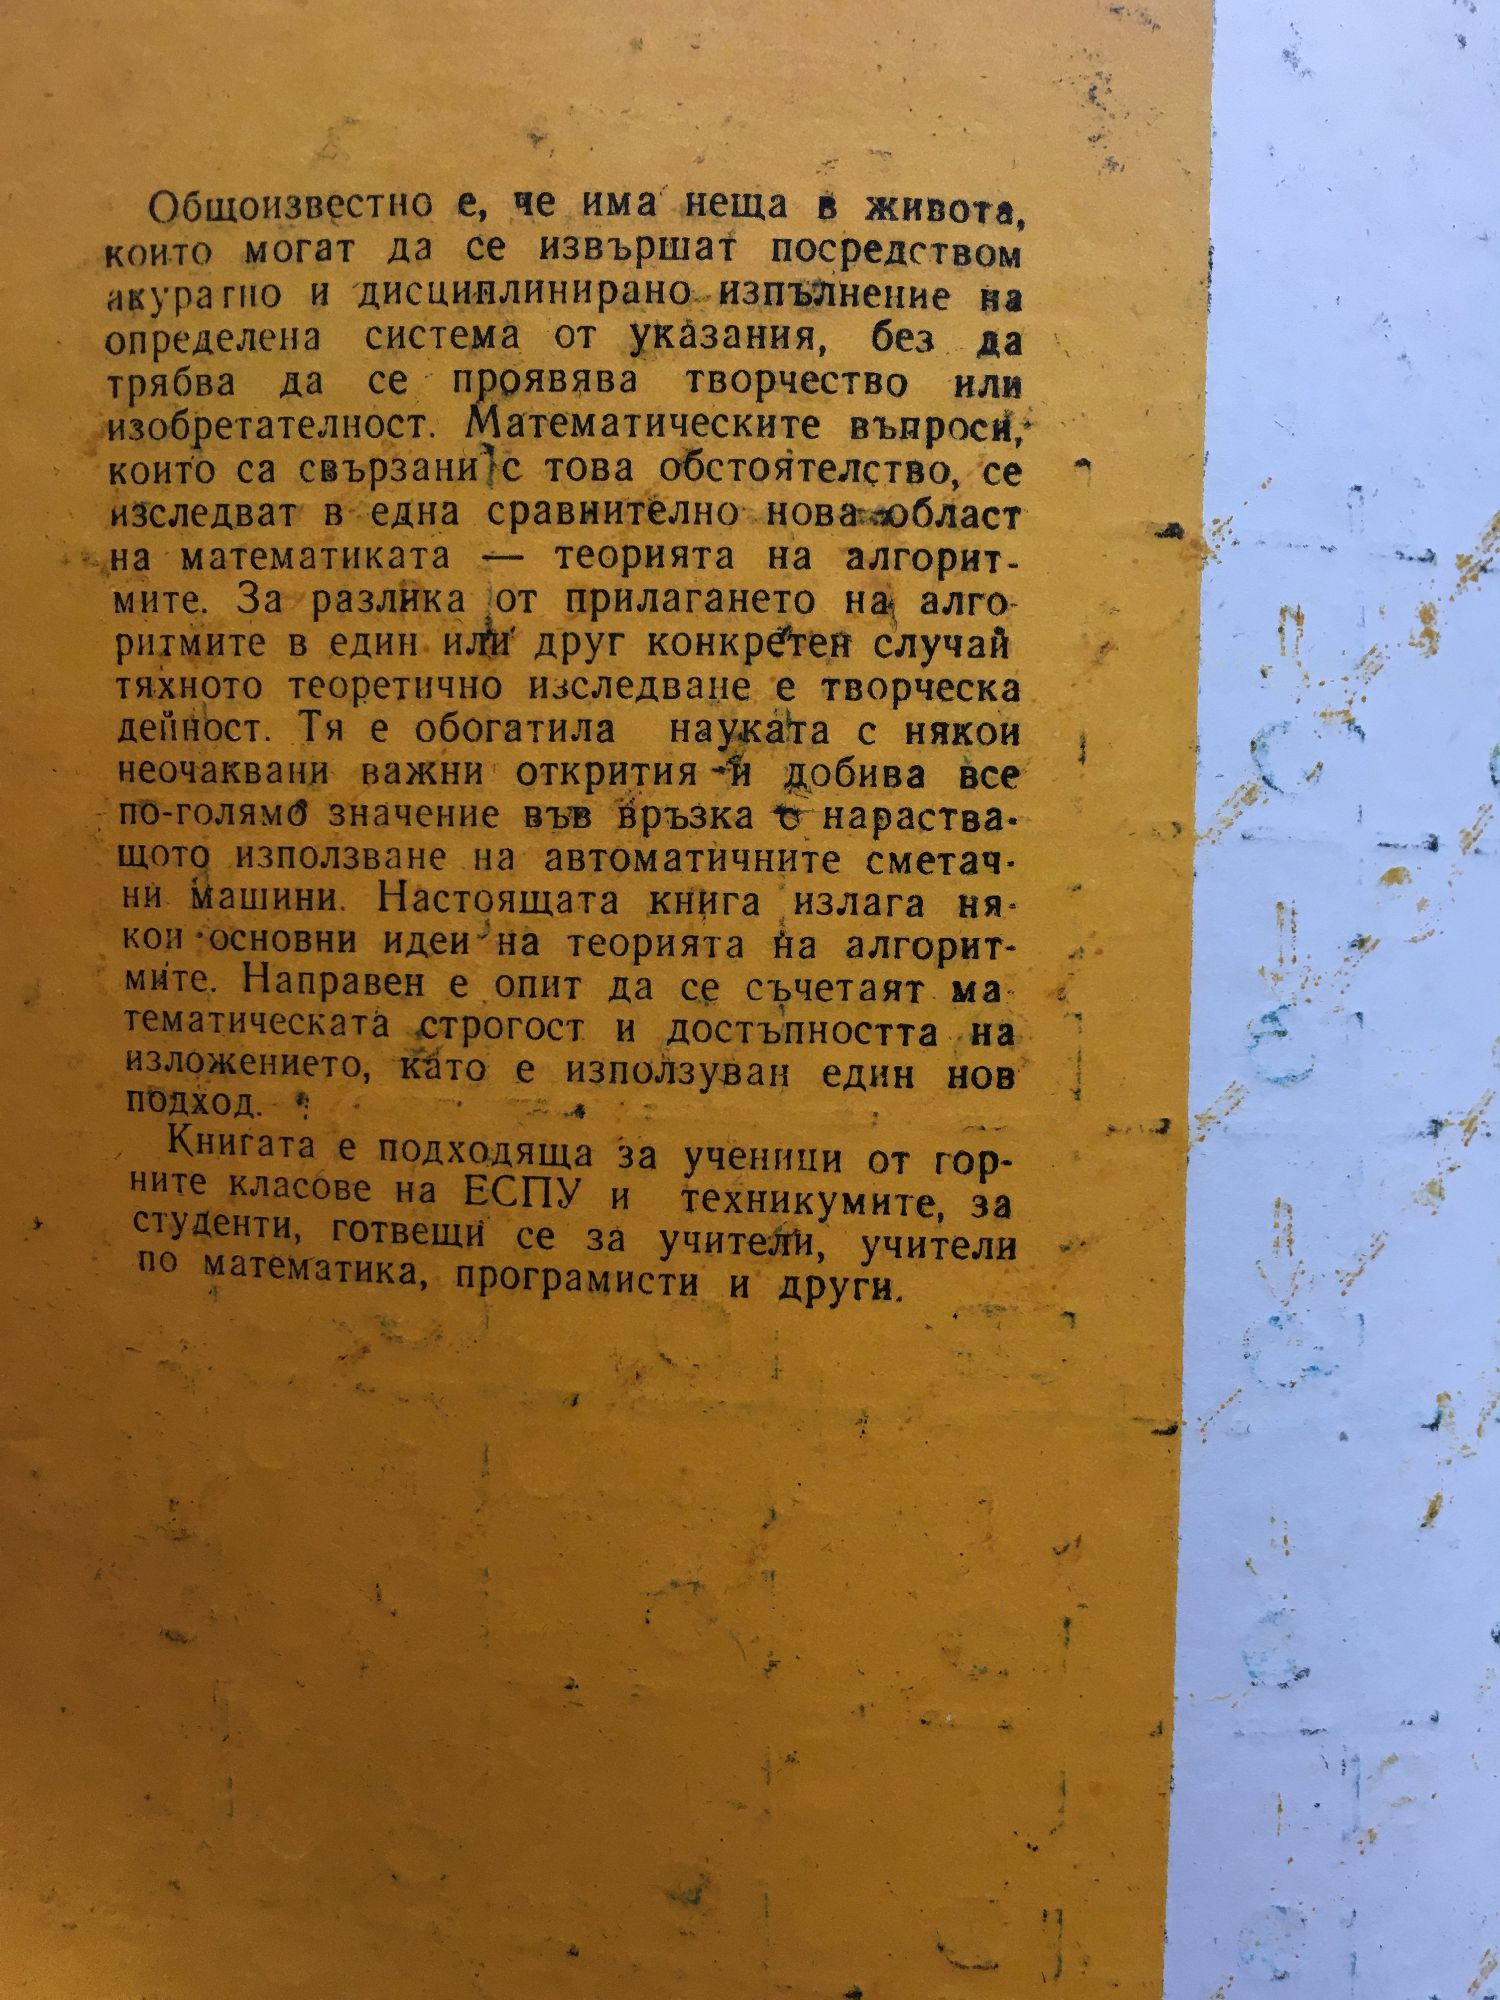 Общоизвестно е, че има неща в живота,
които могат да се извършат посредством
акуратно и дисциплинирано изпълнение на
определена система от указания, без да
трябва да се проявява творчество или
изобретателност. Математическите въпроси,
които са свързани с това обстоятелство, се
изследват в една сравнително нова област
на математиката — теорията на алгорит-
мите. За разлика от прилагането на алго-
ритмите в един или друг конкретен случай
тяхното теоретично изследване е творческа
дейност. Тя е обогатила науката с някои
неочаквани важни открития и добива все
по-голямо значение във връзка с нараства-
щото използване на автоматичните сметач-
ни машини. Настоящата книга излага ня-
кои основни идеи на теорията на алгорит-
мите. Направен е опит да се съчетаят ма-
тематическата строгост и достъпността на
изложението, като е използуван един нов
подход.
Книгата е подходяща за ученици от гор-
ните класове на ЕСПУ и техникумите, за
студенти, готвещи се за учители, учители
по математика, програмисти и други.